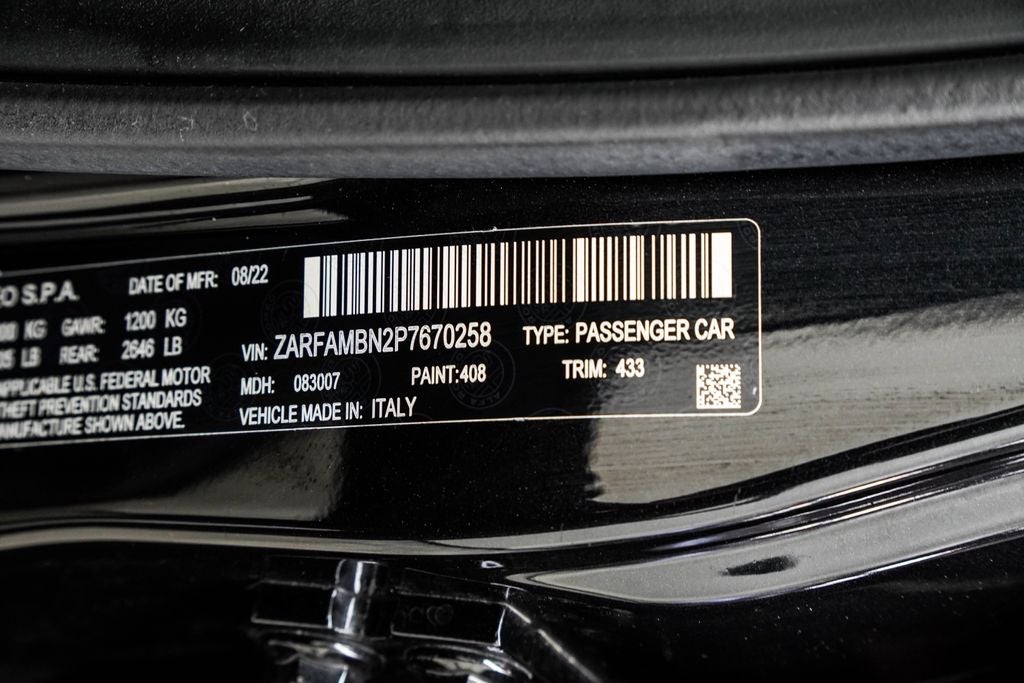 S.P.A. DATE OF MFR: 08/22
KG GAWR: 1200 KG
LB REAR: 2646 LB
APPLICABLE U.S. FEDERAL MOTOR
THEFT PREVENTION STANDARDS
MANUFACTURE SHOWN ABOVE.
VIN: ZARFAMBN2P7670258 TYPE: PASSENGER CAR
MDH: 083007 PAINT:408 TRIM: 433
VEHICLE MADE IN: ITALY